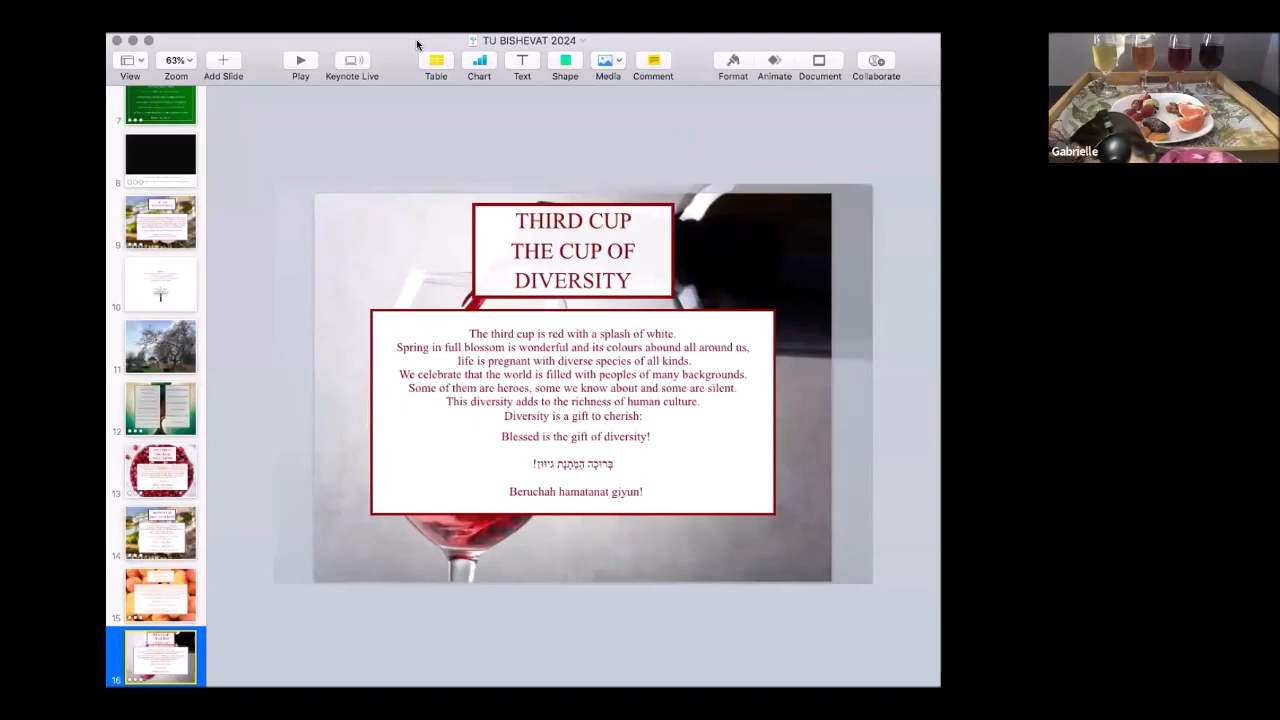 TU BISHEVAT 2024
63%
View
Zoom
Add Slide
Play
Keynote Live
Table
Chart
Text
Shape
Media
Comment
Format
Animate
Document
Collaborate
7
8
9
10
11
12
13
14
15
16
THIRD CUP
THE CUP OF
DIVERSITY
The third cup is red with a splash of white.
Spring in full blossom is wonderful and its colours abound all around us,
life is pregnant with diverse species of all kinds.
We celebrate that the world is filled with peoples of many backgrounds.
Some of them are heroes, some we know about and some are silent.
This diversity adds to the richness of human culture.
Diversity is a gift to cherish:
Blessed is the gift of diversity!
בְּרוּכָה הַמַּתְנַת גִּיוּוּן!
Beruchah hamatanat giyun!
Gabrielle